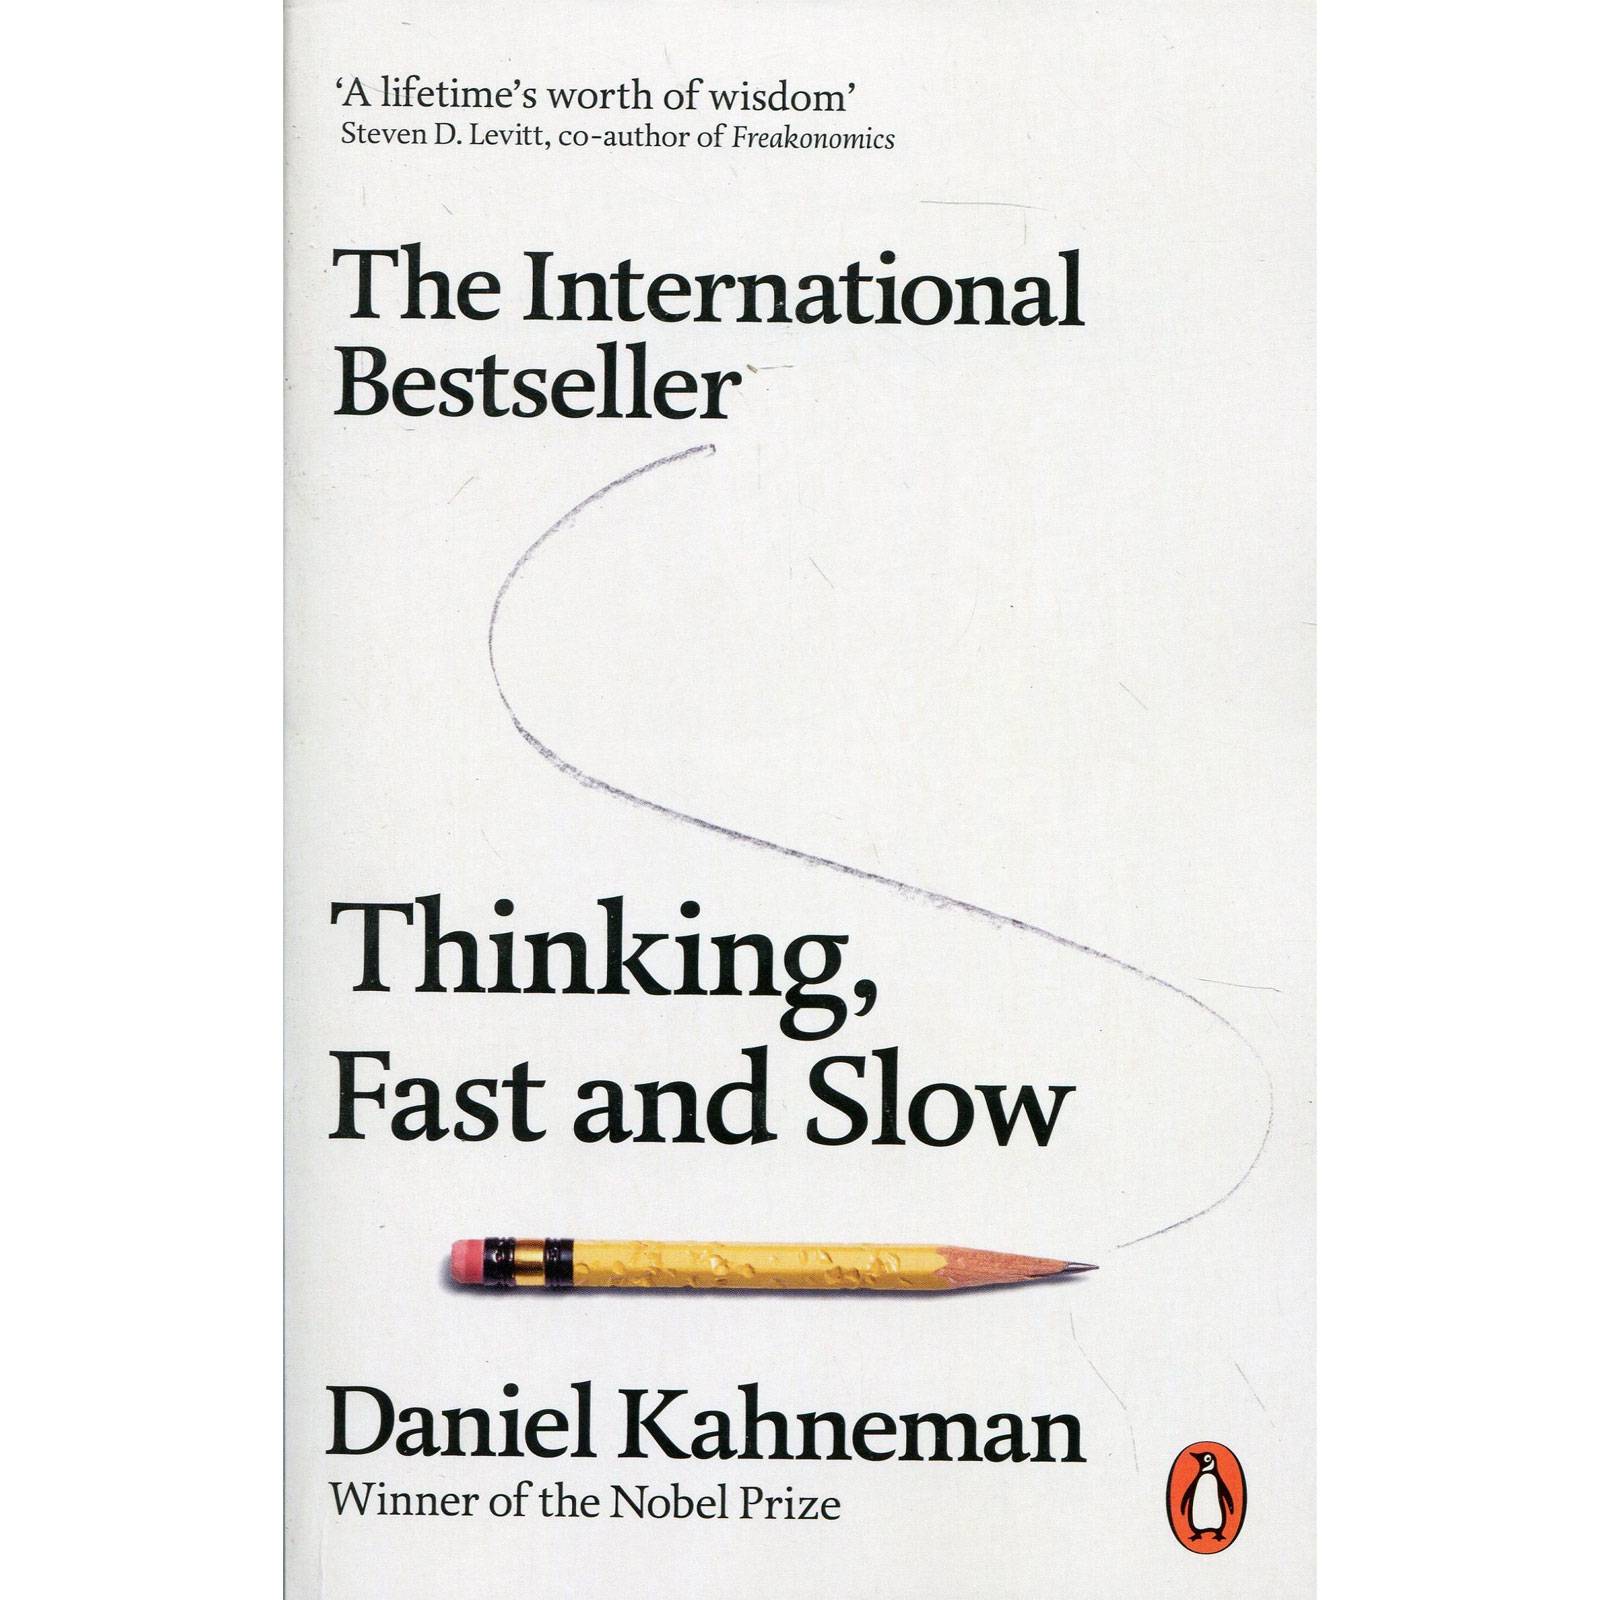 ‘A lifetime’s worth of wisdom’
Steven D. Levitt, co-author of Freakonomics
The International
Bestseller
Thinking,
Fast and Slow
Daniel Kahneman
Winner of the Nobel Prize